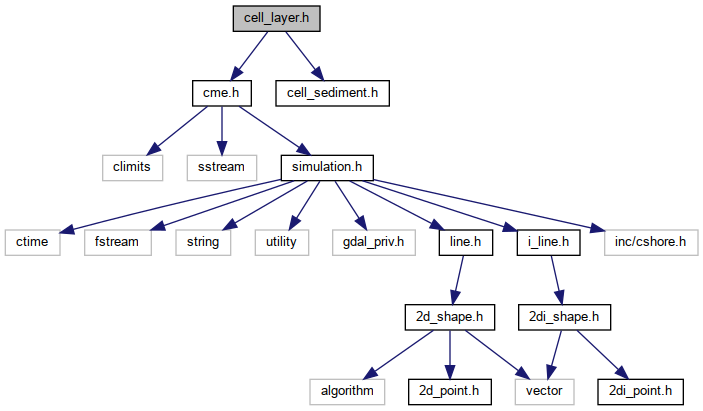 cell_layer.h
cme.h
cell_sediment.h
climits
sstream
simulation.h
ctime
fstream
string
utility
gdal_priv.h
line.h
i_line.h
inc/cshore.h
2d_shape.h
2di_shape.h
algorithm
2d_point.h
vector
2di_point.h